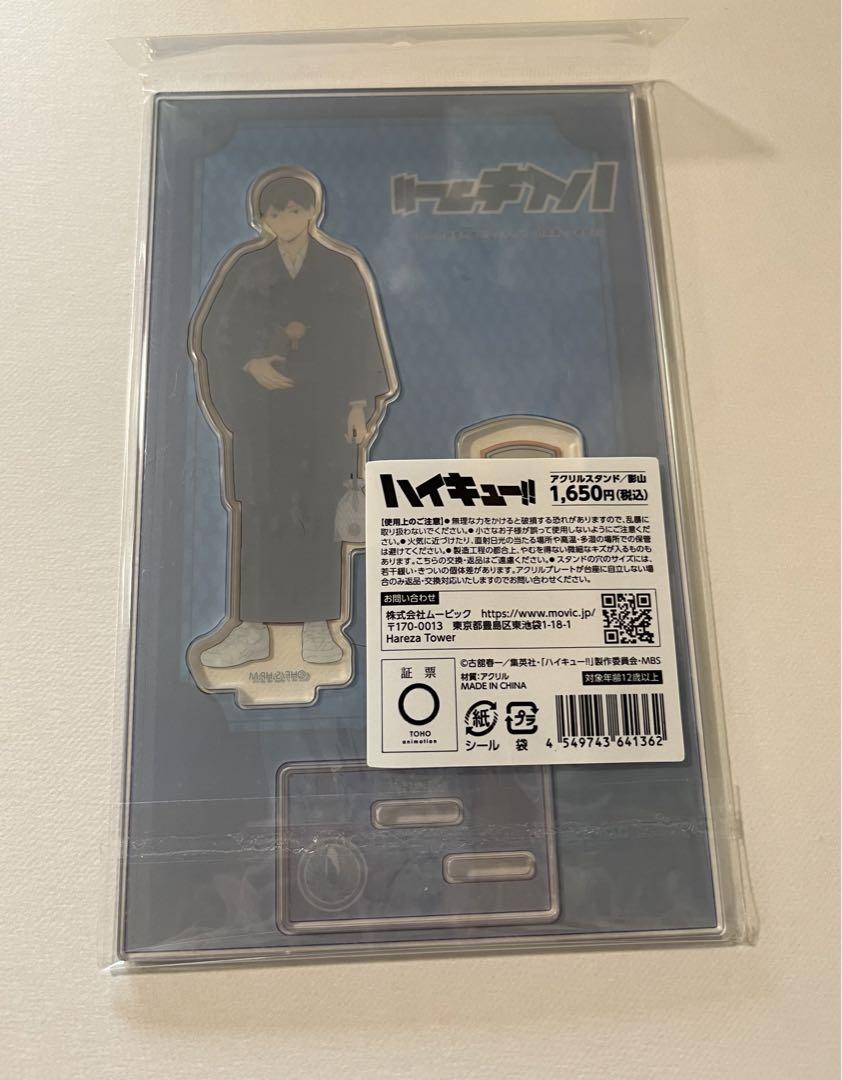 ハイキュー!!
ハイキュー!!
アクリルスタンド/影山
1,650円(税込)
【使用上のご注意】●無理な力をかけると破損する恐れがありますので、乱暴に
取り扱わないでください。●小さなお子様が誤って使用しないようにご注意くださ
い。●火気に近づけたり、直射日光の当たる場所や高温・多湿の場所での保管
は避けてください。●製造工程の都合上、やむを得ない微細なキズが入るものも
あります。こちらの交換・返品はご遠慮ください。●スタンドの穴のサイズには、
若干緩い・きついの個体差があります。アクリルプレートが台座に自立しない場
合のみ返品・交換対応いたしますのでお問い合わせください。
お問い合わせ
株式会社ムービック https://www.movic.jp/
〒170-0013 東京都豊島区東池袋1-18-1
Hareza Tower
©古舘春一/集英社・「ハイキュー!!」製作委員会・MBS
材質:アクリル
MADE IN CHINA
対象年齢12歳以上
証票
TOHO
animation
紙
シール
プラ
袋
4 549743 641362